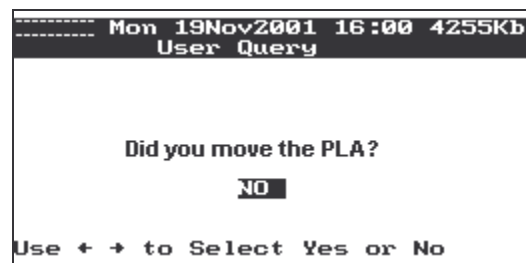 Mon 19Nov2001 16:00 4255Kb
User Query
Did you move the PLA?
NO
Use ← → to Select Yes or No